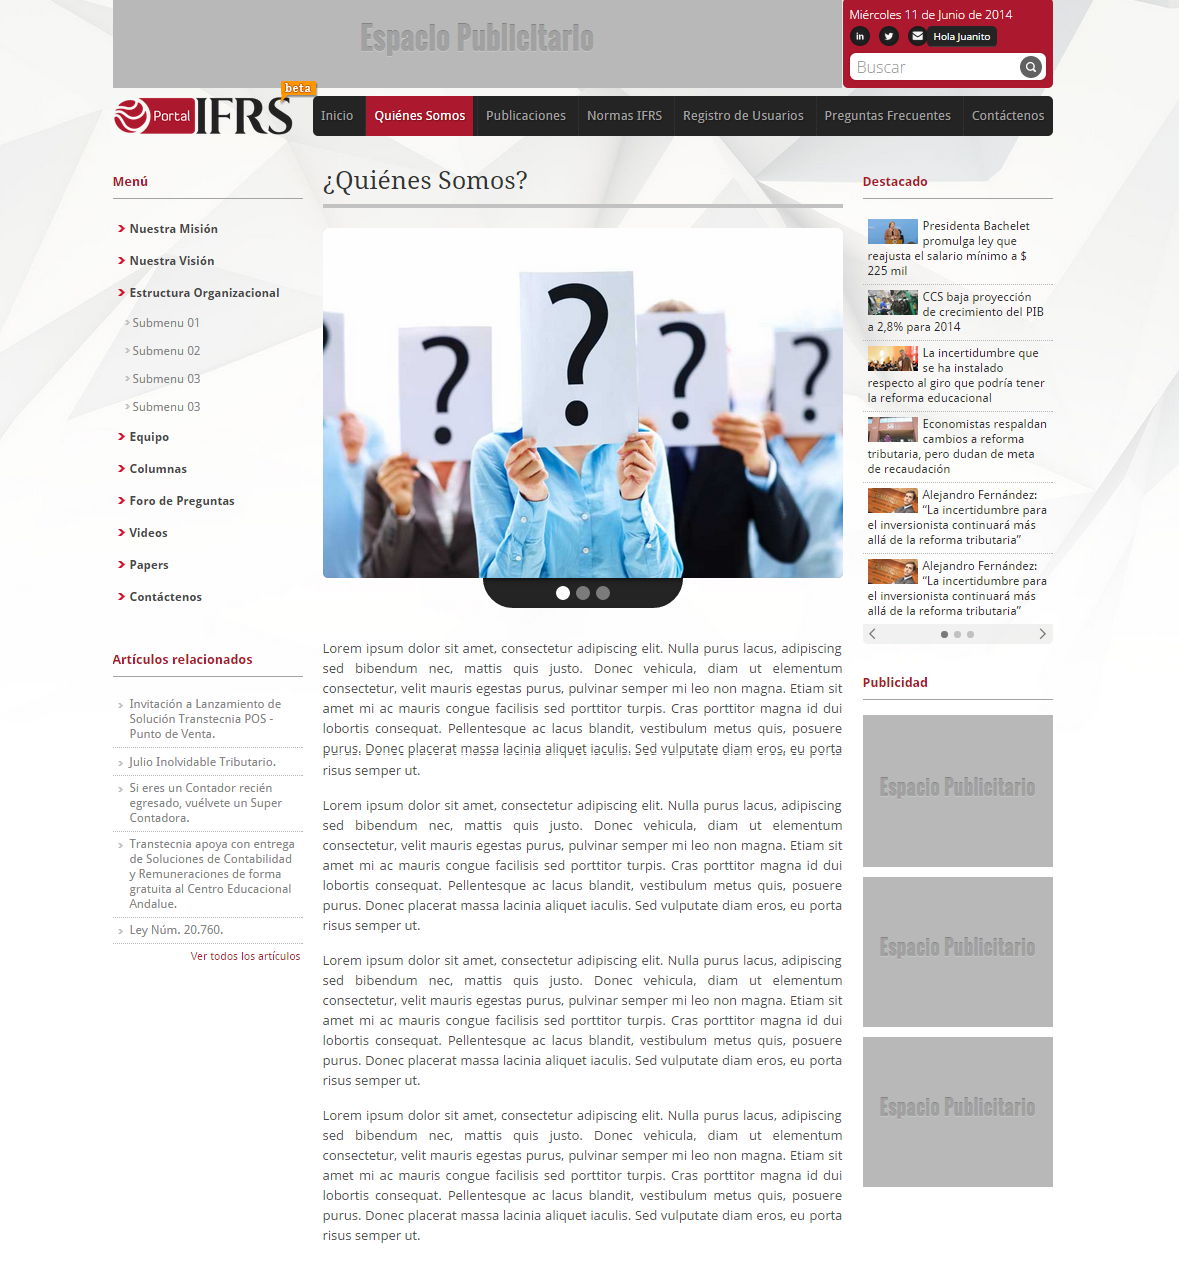 Espacio Publicitario
Miércoles 11 de Junio de 2014
in
Hola Juanito
Buscar
beta
Portal IFRS
Inicio
Quiénes Somos
Publicaciones
Normas IFRS
Registro de Usuarios
Preguntas Frecuentes
Contáctenos
Menú
Nuestra Misión
Nuestra Visión
Estructura Organizacional
Submenu 01
Submenu 02
Submenu 03
Submenu 03
Equipo
Columnas
Foro de Preguntas
Videos
Papers
Contáctenos
Artículos relacionados
Invitación a Lanzamiento de
Solución Transtecnia POS -
Punto de Venta.
Julio Inolvidable Tributario.
Si eres un Contador recién
egresado, vuélvete un Super
Contadora.
Transtecnia apoya con entrega
de Soluciones de Contabilidad
y Remuneraciones de forma
gratuita al Centro Educacional
Andalue.
Ley Núm. 20.760.
Ver todos los artículos
¿Quiénes Somos?
? ? ? ?
Lorem ipsum dolor sit amet, consectetur adipiscing elit. Nulla purus lacus, adipiscing
sed bibendum nec, mattis quis justo. Donec vehicula, diam ut elementum
consectetur, velit mauris egestas purus, pulvinar semper mi leo non magna. Etiam sit
amet mi ac mauris congue facilisis sed porttitor turpis. Cras porttitor magna id dui
lobortis consequat. Pellentesque ac lacus blandit, vestibulum metus quis, posuere
purus. Donec placerat massa lacinia aliquet iaculis. Sed vulputate diam eros, eu porta
risus semper ut.
Lorem ipsum dolor sit amet, consectetur adipiscing elit. Nulla purus lacus, adipiscing
sed bibendum nec, mattis quis justo. Donec vehicula, diam ut elementum
consectetur, velit mauris egestas purus, pulvinar semper mi leo non magna. Etiam sit
amet mi ac mauris congue facilisis sed porttitor turpis. Cras porttitor magna id dui
lobortis consequat. Pellentesque ac lacus blandit, vestibulum metus quis, posuere
purus. Donec placerat massa lacinia aliquet iaculis. Sed vulputate diam eros, eu porta
risus semper ut.
Lorem ipsum dolor sit amet, consectetur adipiscing elit. Nulla purus lacus, adipiscing
sed bibendum nec, mattis quis justo. Donec vehicula, diam ut elementum
consectetur, velit mauris egestas purus, pulvinar semper mi leo non magna. Etiam sit
amet mi ac mauris congue facilisis sed porttitor turpis. Cras porttitor magna id dui
lobortis consequat. Pellentesque ac lacus blandit, vestibulum metus quis, posuere
purus. Donec placerat massa lacinia aliquet iaculis. Sed vulputate diam eros, eu porta
risus semper ut.
Lorem ipsum dolor sit amet, consectetur adipiscing elit. Nulla purus lacus, adipiscing
sed bibendum nec, mattis quis justo. Donec vehicula, diam ut elementum
consectetur, velit mauris egestas purus, pulvinar semper mi leo non magna. Etiam sit
amet mi ac mauris congue facilisis sed porttitor turpis. Cras porttitor magna id dui
lobortis consequat. Pellentesque ac lacus blandit, vestibulum metus quis, posuere
purus. Donec placerat massa lacinia aliquet iaculis. Sed vulputate diam eros, eu porta
risus semper ut.
Destacado
Presidenta Bachelet
promulga ley que
reajusta el salario mínimo a $
225 mil
CCS baja proyección
de crecimiento del PIB
a 2,8% para 2014
La incertidumbre que
se ha instalado
respecto al giro que podría tener
la reforma educacional
Economistas respaldan
cambios a reforma
tributaria, pero dudan de meta
de recaudación
Alejandro Fernández:
“La incertidumbre para
el inversionista continuará más
allá de la reforma tributaria”
Alejandro Fernández:
“La incertidumbre para
el inversionista continuará más
allá de la reforma tributaria”
Publicidad
Espacio Publicitario
Espacio Publicitario
Espacio Publicitario